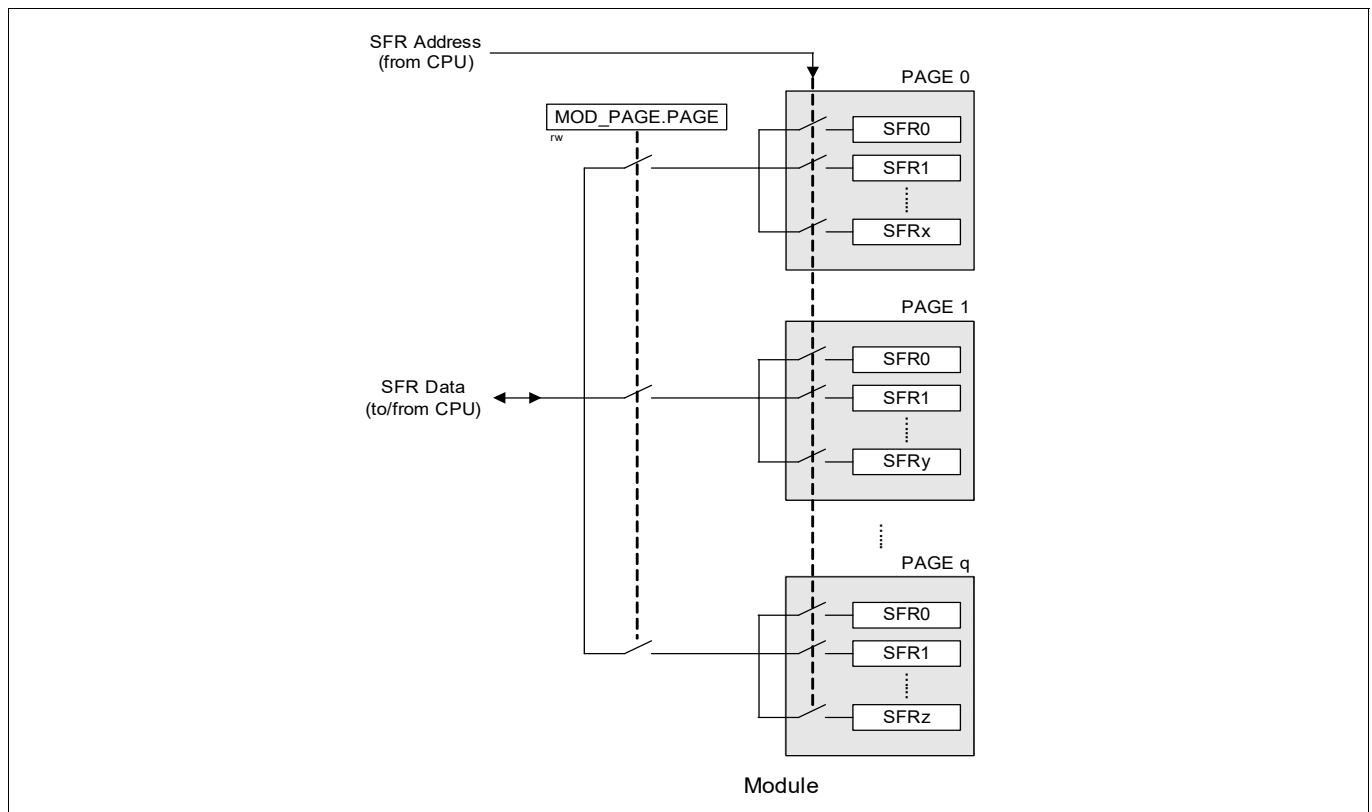 SFR Address
(from CPU)
PAGE 0
MOD_PAGE.PAGE
rw
SFR0
SFR1
SFRx
PAGE 1
SFR0
SFR1
SFRy
SFR Data
(to/from CPU)
PAGE q
SFR0
SFR1
SFRz
Module